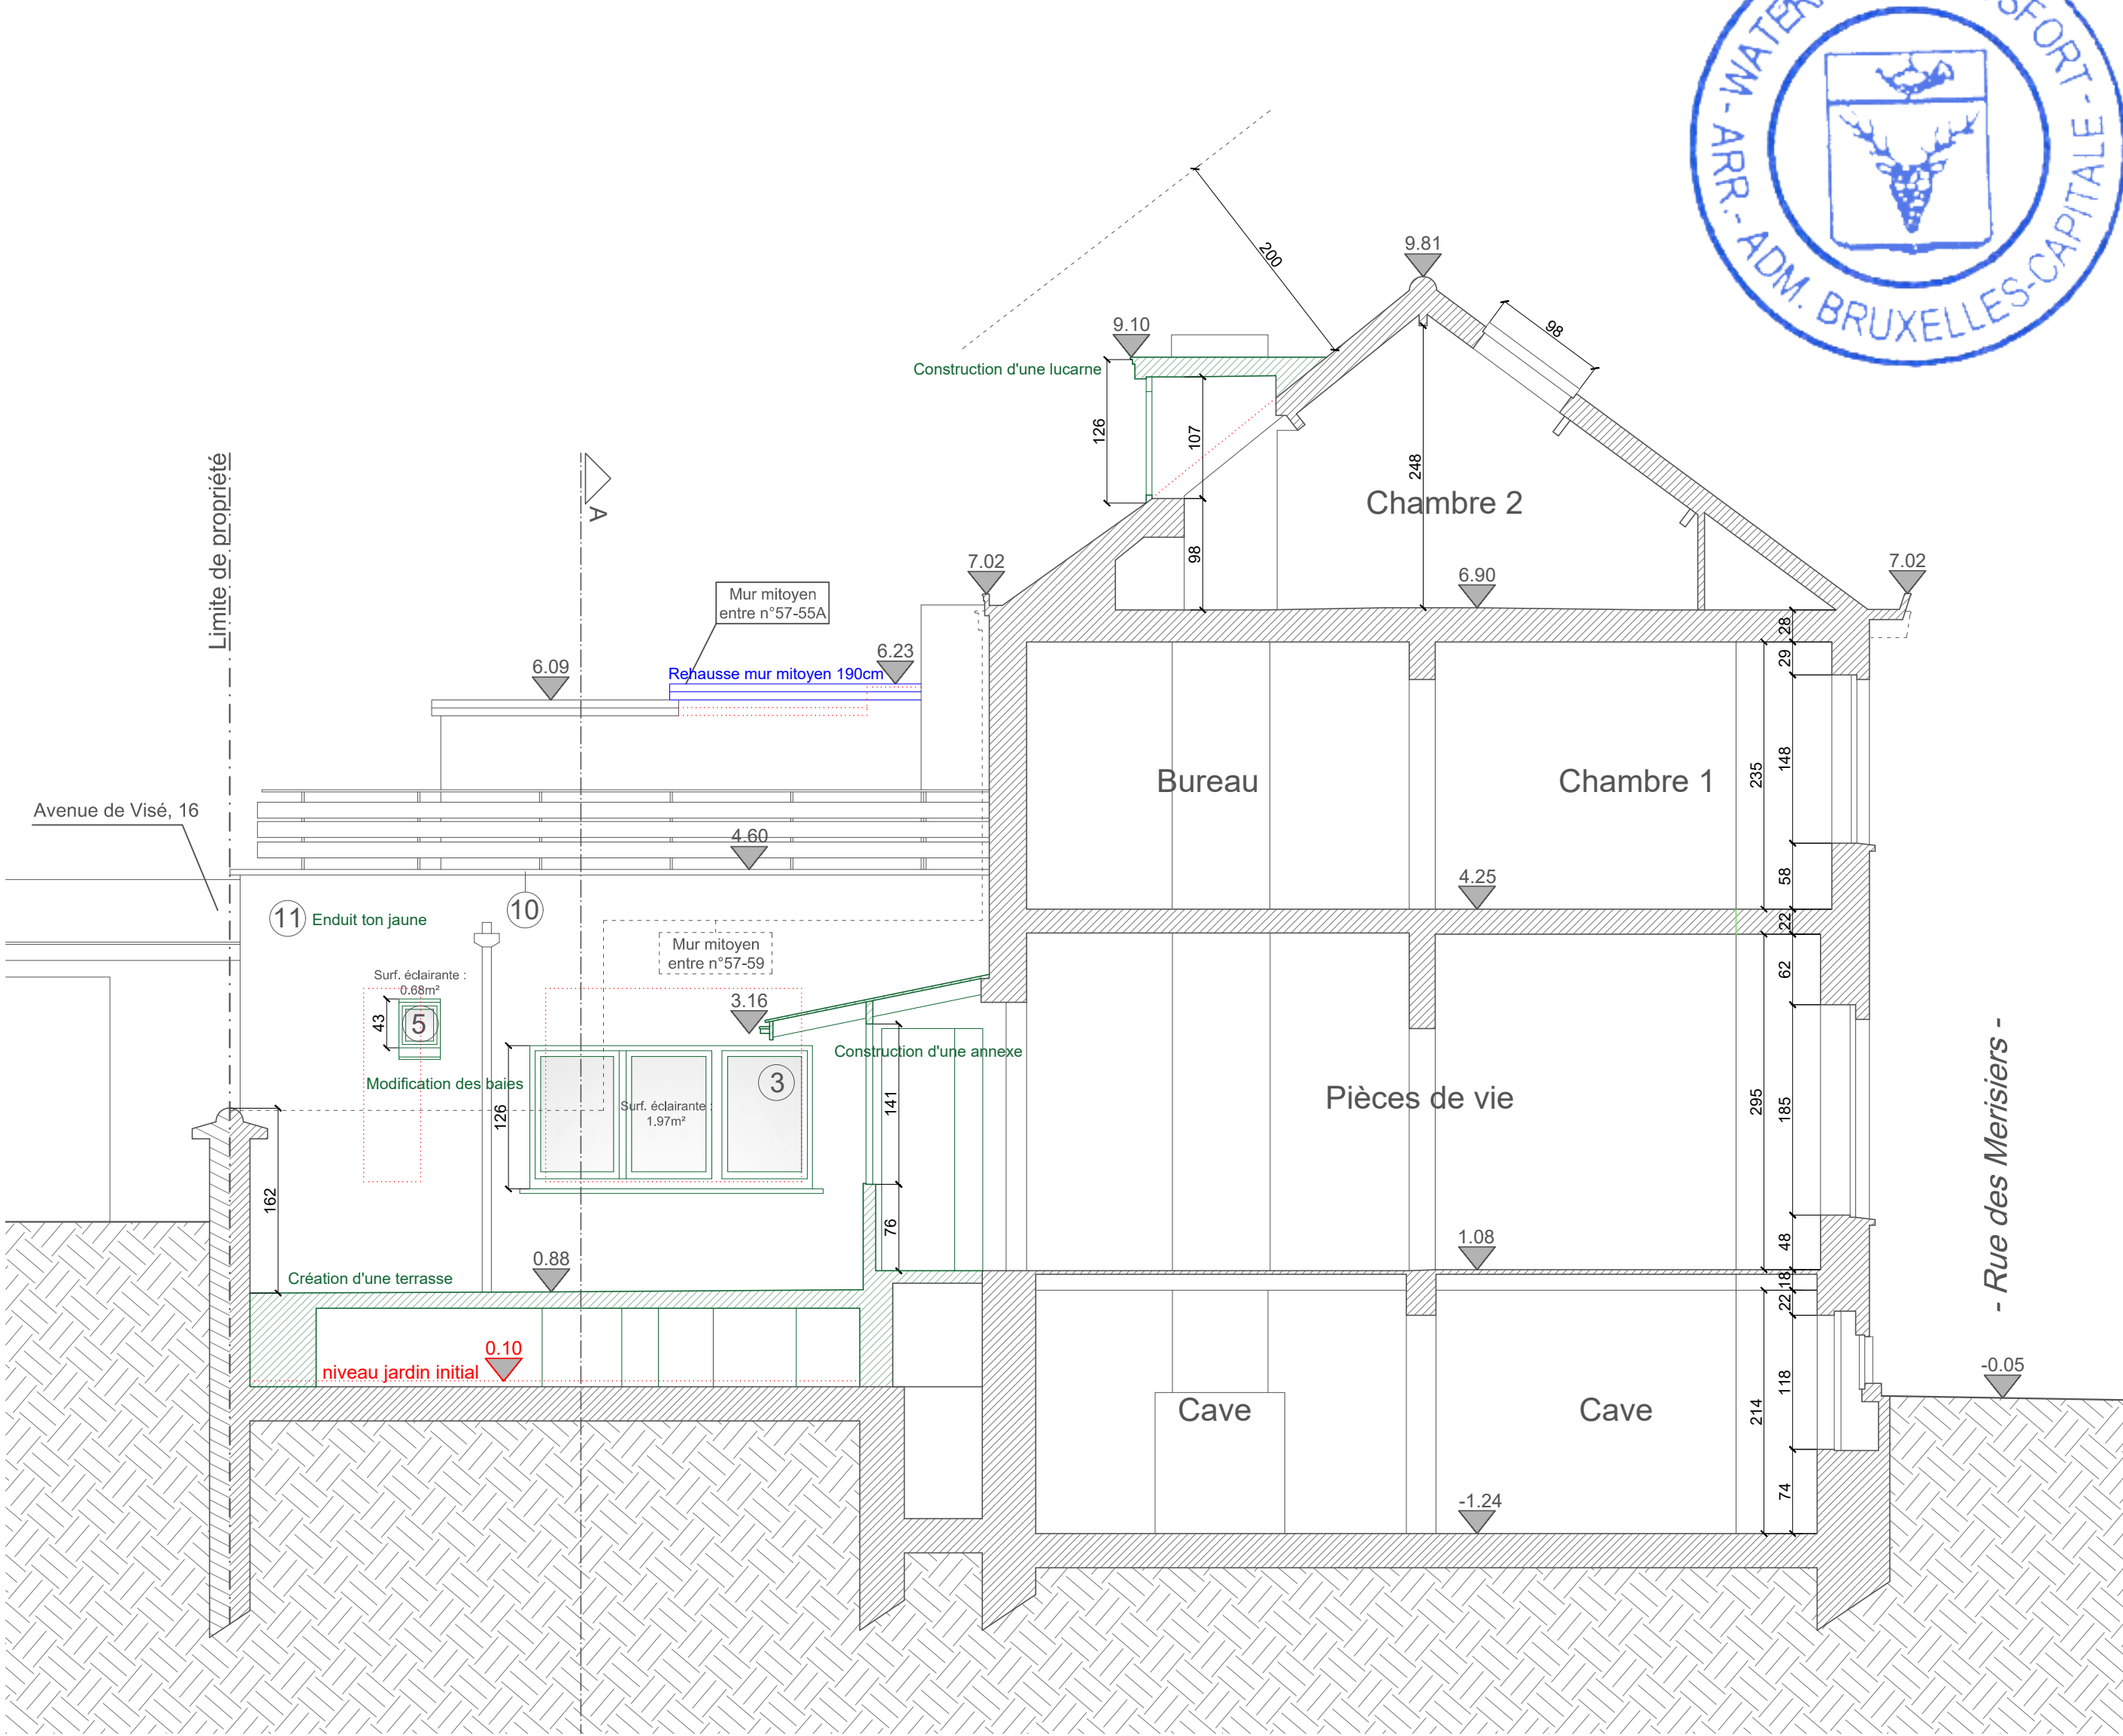 ARR.- ADM. BRUXELLES-CAPITALE
200
9.81
98
9.10
Construction d'une lucarne
126
107
248
Chambre 2
98
Limite de propriété
A
7.02
6.90
7.02
Mur mitoyen
entre n°57-55A
6.09
6.23
Rehausse mur mitoyen 190cm
28
29
148
235
58
22
Bureau
Chambre 1
Avenue de Visé, 16
4.60
4.25
11
Enduit ton jaune
10
Mur mitoyen
entre n°57-59
Surf. éclairante :
0.68m²
43
5
3.16
62
Construction d'une annexe
Modification des baies
126
Surf. éclairante :
1.97m²
3
141
Pièces de vie
295
185
- Rue des Merisiers -
162
76
48
0.88
1.08
Création d'une terrasse
18
22
0.10
niveau jardin initial
-0.05
118
Cave
Cave
214
74
-1.24